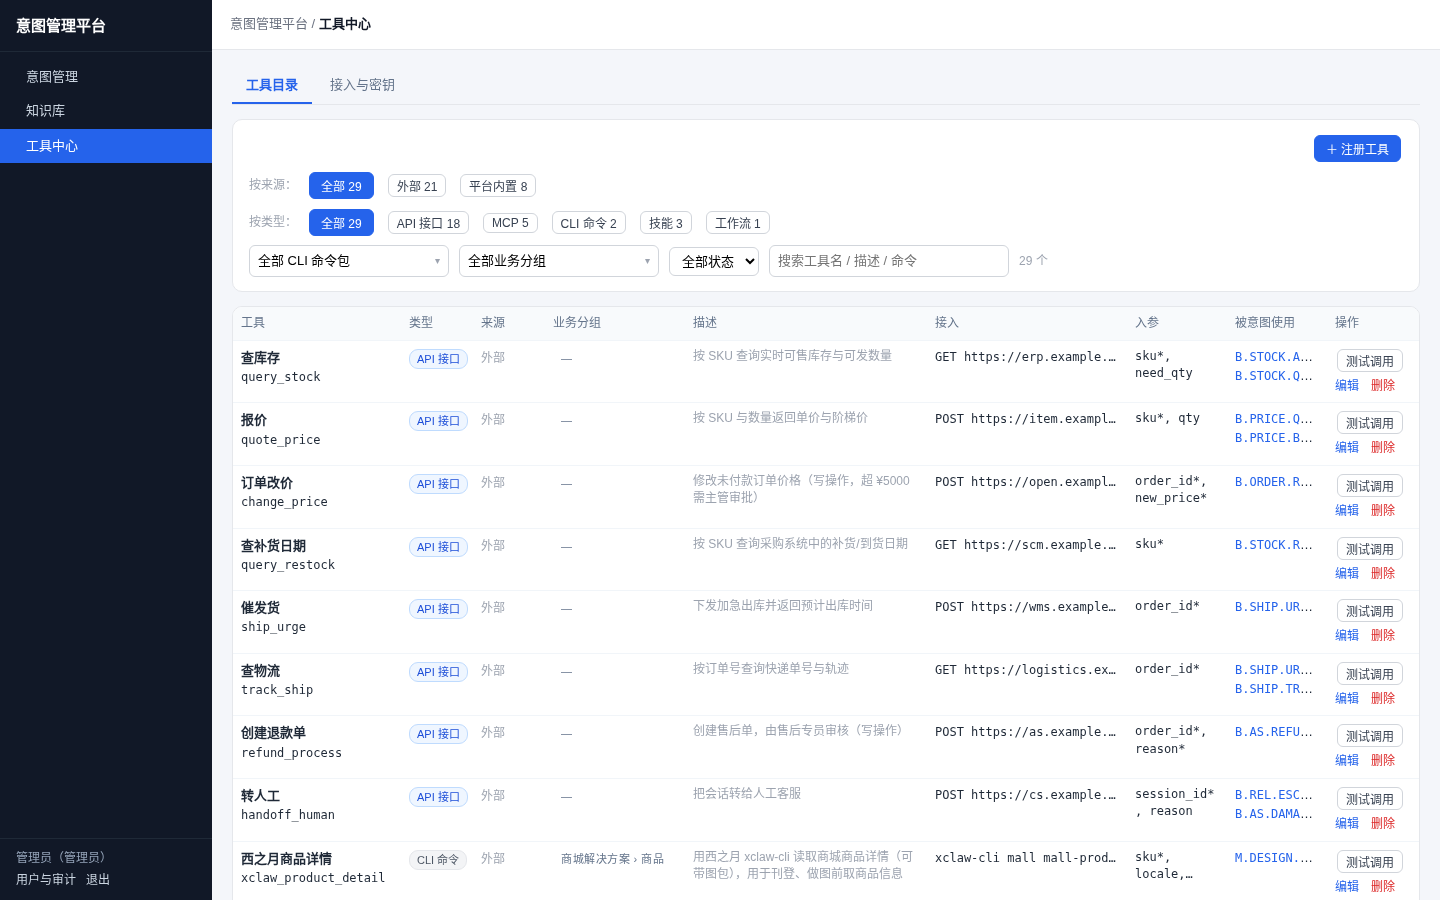 意图管理平台
意图管理平台 / 工具中心
意图管理
知识库
工具中心
工具目录 接入与密钥
＋ 注册工具
按来源： 全部 29 外部 21 平台内置 8
按类型： 全部 29 API 接口 18 MCP 5 CLI 命令 2 技能 3 工作流 1
全部 CLI 命令包 全部业务分组 全部状态 搜索工具名 / 描述 / 命令 29 个
工具 类型 来源 业务分组 描述 接入 入参 被意图使用 操作
查库存 API 接口 外部 — 按 SKU 查询实时可售库存与可发数量 GET https://erp.example.… sku*, B.STOCK.A… 测试调用
query_stock need_qty B.STOCK.Q… 编辑 删除
报价 API 接口 外部 — 按 SKU 与数量返回单价与阶梯价 POST https://item.exampl… sku*, qty B.PRICE.Q… 测试调用
quote_price B.PRICE.B… 编辑 删除
订单改价 API 接口 外部 — 修改未付款订单价格（写操作，超 ¥5000 POST https://open.exampl… order_id*, B.ORDER.R… 测试调用
change_price 需主管审批） new_price* 编辑 删除
查补货日期 API 接口 外部 — 按 SKU 查询采购系统中的补货/到货日期 GET https://scm.example.… sku* B.STOCK.R… 测试调用
query_restock 编辑 删除
催发货 API 接口 外部 — 下发加急出库并返回预计出库时间 POST https://wms.example… order_id* B.SHIP.UR… 测试调用
ship_urge 编辑 删除
查物流 API 接口 外部 — 按订单号查询快递单号与轨迹 GET https://logistics.ex… order_id* B.SHIP.UR… 测试调用
track_ship B.SHIP.TR… 编辑 删除
创建退款单 API 接口 外部 — 创建售后单，由售后专员审核（写操作） POST https://as.example.… order_id*, B.AS.REFU… 测试调用
refund_process reason* 编辑 删除
转人工 API 接口 外部 — 把会话转给人工客服 POST https://cs.example.… session_id* B.REL.ESC… 测试调用
handoff_human , reason B.AS.DAMA… 编辑 删除
西之月商品详情 CLI 命令 外部 商城解决方案 › 商品 用西之月 xclaw-cli 读取商城商品详情（可 xclaw-cli mall mall-prod… sku*, M.DESIGN.… 测试调用
xclaw_product_detail 带图包），用于刊登、做图前取商品信息 locale,… 编辑 删除
管理员（管理员）
用户与审计 退出